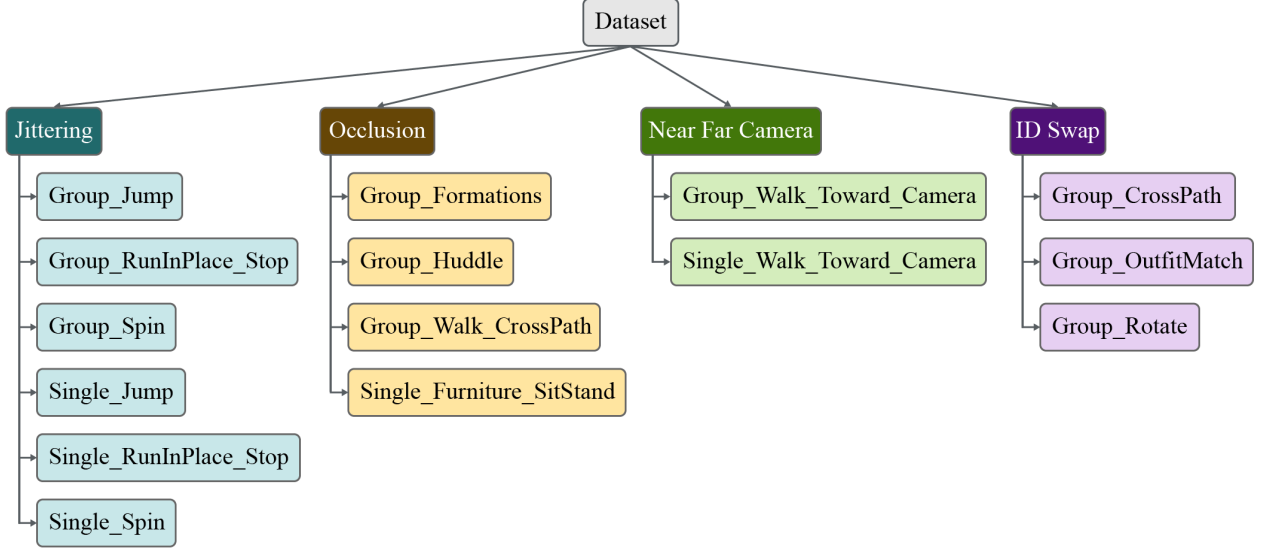 Dataset
Jittering
Group_Jump
Group_RunInPlace_Stop
Group_Spin
Single_Jump
Single_RunInPlace_Stop
Single_Spin
Occlusion
Group_Formations
Group_Huddle
Group_Walk_CrossPath
Single_Furniture_SitStand
Near Far Camera
Group_Walk_Toward_Camera
Single_Walk_Toward_Camera
ID Swap
Group_CrossPath
Group_OutfitMatch
Group_Rotate